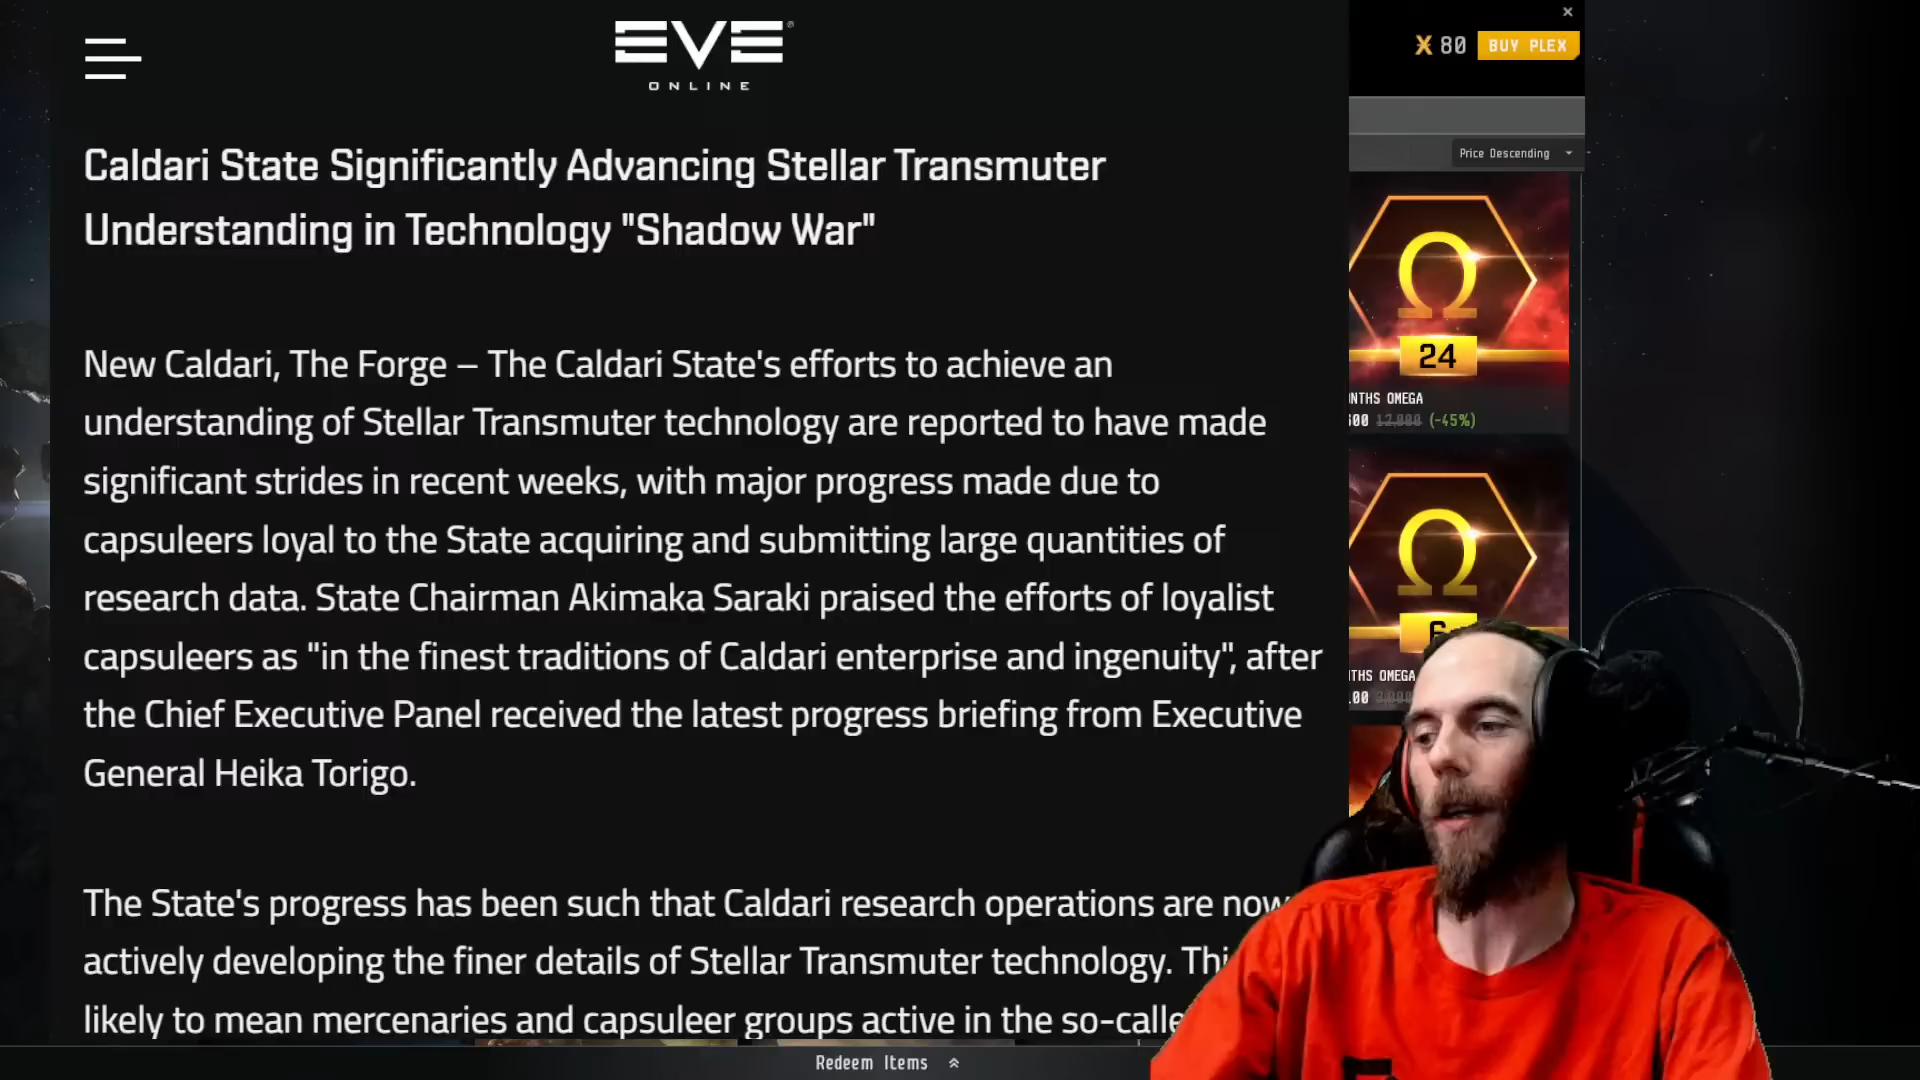 EVE
ONLINE
80
BUY PLEX
Price Descending
Caldari State Significantly Advancing Stellar Transmuter
Understanding in Technology "Shadow War"
New Caldari, The Forge – The Caldari State's efforts to achieve an
understanding of Stellar Transmuter technology are reported to have made
significant strides in recent weeks, with major progress made due to
capsuleers loyal to the State acquiring and submitting large quantities of
research data. State Chairman Akimaka Saraki praised the efforts of loyalist
capsuleers as "in the finest traditions of Caldari enterprise and ingenuity", after
the Chief Executive Panel received the latest progress briefing from Executive
General Heika Torigo.
The State's progress has been such that Caldari research operations are now
actively developing the finer details of Stellar Transmuter technology.
likely to mean mercenaries and capsuleer groups active in the
Ω
24
OMEGA
12,000 (-45%)
Ω
OMEGA
Redeem Items